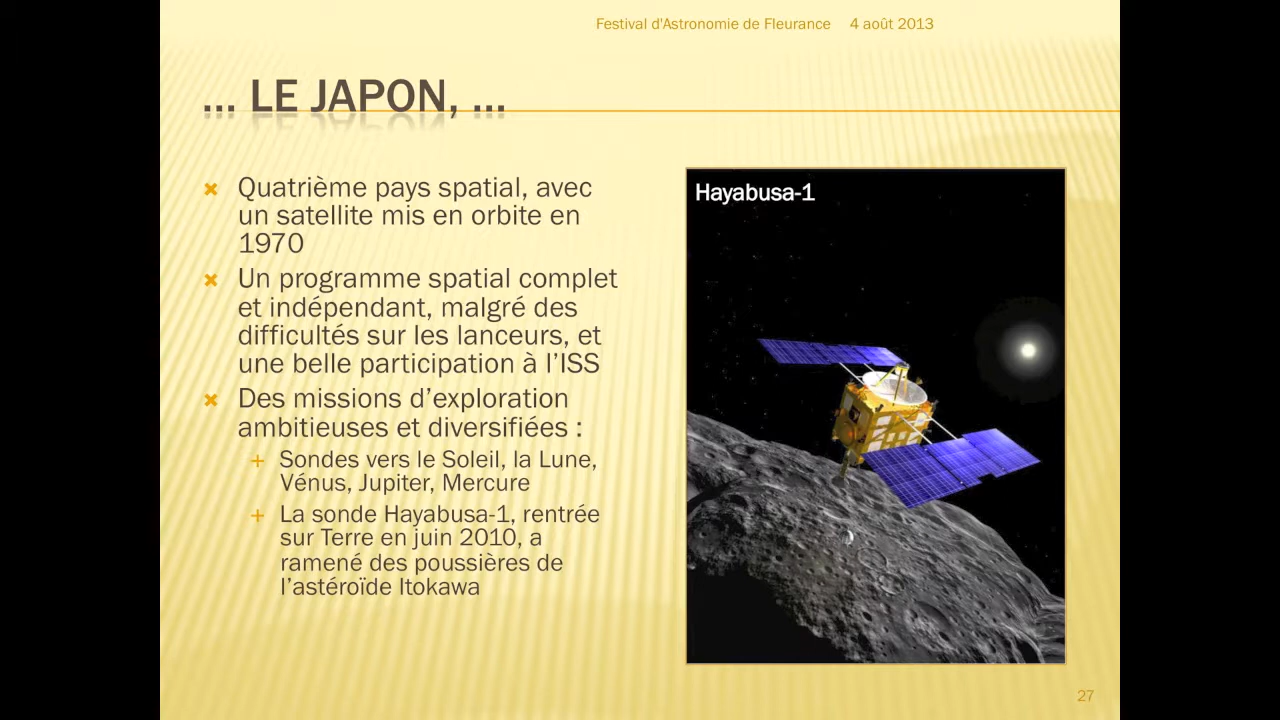 Festival d'Astronomie de Fleurance 4 août 2013
... LE JAPON, ...
Quatrième pays spatial, avec
un satellite mis en orbite en
1970
Un programme spatial complet
et indépendant, malgré des
difficultés sur les lanceurs, et
une belle participation à l’ISS
Des missions d’exploration
ambitieuses et diversifiées :
Sondes vers le Soleil, la Lune,
Vénus, Jupiter, Mercure
La sonde Hayabusa-1, rentrée
sur Terre en juin 2010, a
ramené des poussières de
l’astéroïde Itokawa
Hayabusa-1
27